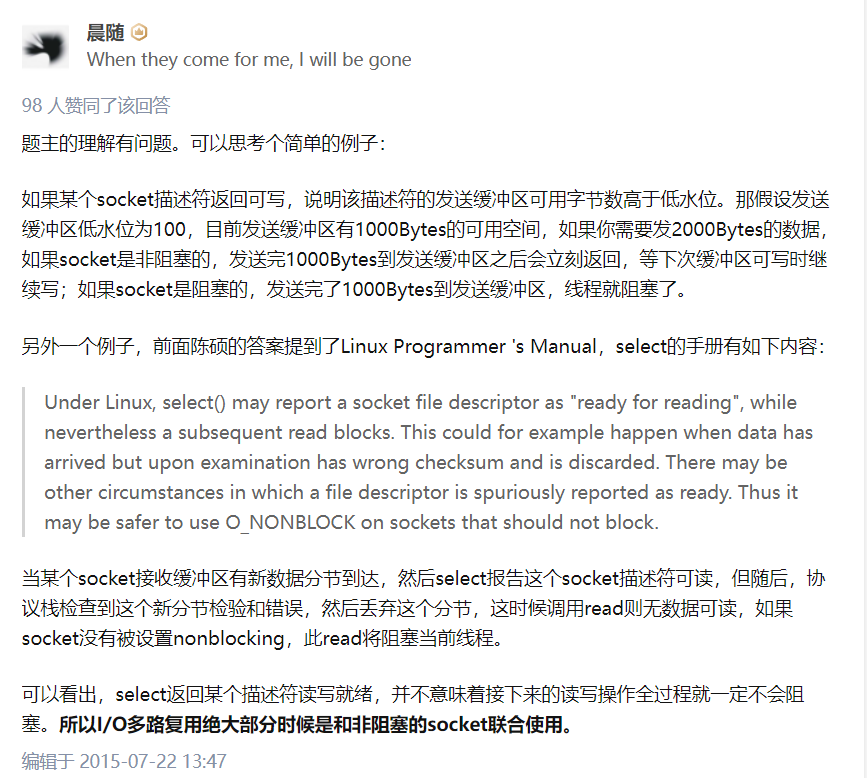 晨随
When they come for me, I will be gone
98 人赞同了该回答
题主的理解有问题。可以思考个简单的例子：
如果某个socket描述符返回可写，说明该描述符的发送缓冲区可用字节数高于低水位。那假设发送
缓冲区低水位为100，目前发送缓冲区有1000Bytes的可用空间，如果你需要发2000Bytes的数据，
如果socket是非阻塞的，发送完1000Bytes到发送缓冲区之后会立刻返回，等下次缓冲区可写时继
续写；如果socket是阻塞的，发送完了1000Bytes到发送缓冲区，线程就阻塞了。
另外一个例子，前面陈硕的答案提到了Linux Programmer 's Manual，select的手册有如下内容：
Under Linux, select() may report a socket file descriptor as "ready for reading", while
nevertheless a subsequent read blocks. This could for example happen when data has
arrived but upon examination has wrong checksum and is discarded. There may be
other circumstances in which a file descriptor is spuriously reported as ready. Thus it
may be safer to use O_NONBLOCK on sockets that should not block.
当某个socket接收缓冲区有新数据分节到达，然后select报告这个socket描述符可读，但随后，协
议栈检查到这个新分节检验和错误，然后丢弃这个分节，这时候调用read则无数据可读，如果
socket没有被设置nonblocking，此read将阻塞当前线程。
可以看出，select返回某个描述符读写就绪，并不意味着接下来的读写操作全过程就一定不会阻
塞。所以I/O多路复用绝大部分时候是和非阻塞的socket联合使用。
编辑于 2015-07-22 13:47